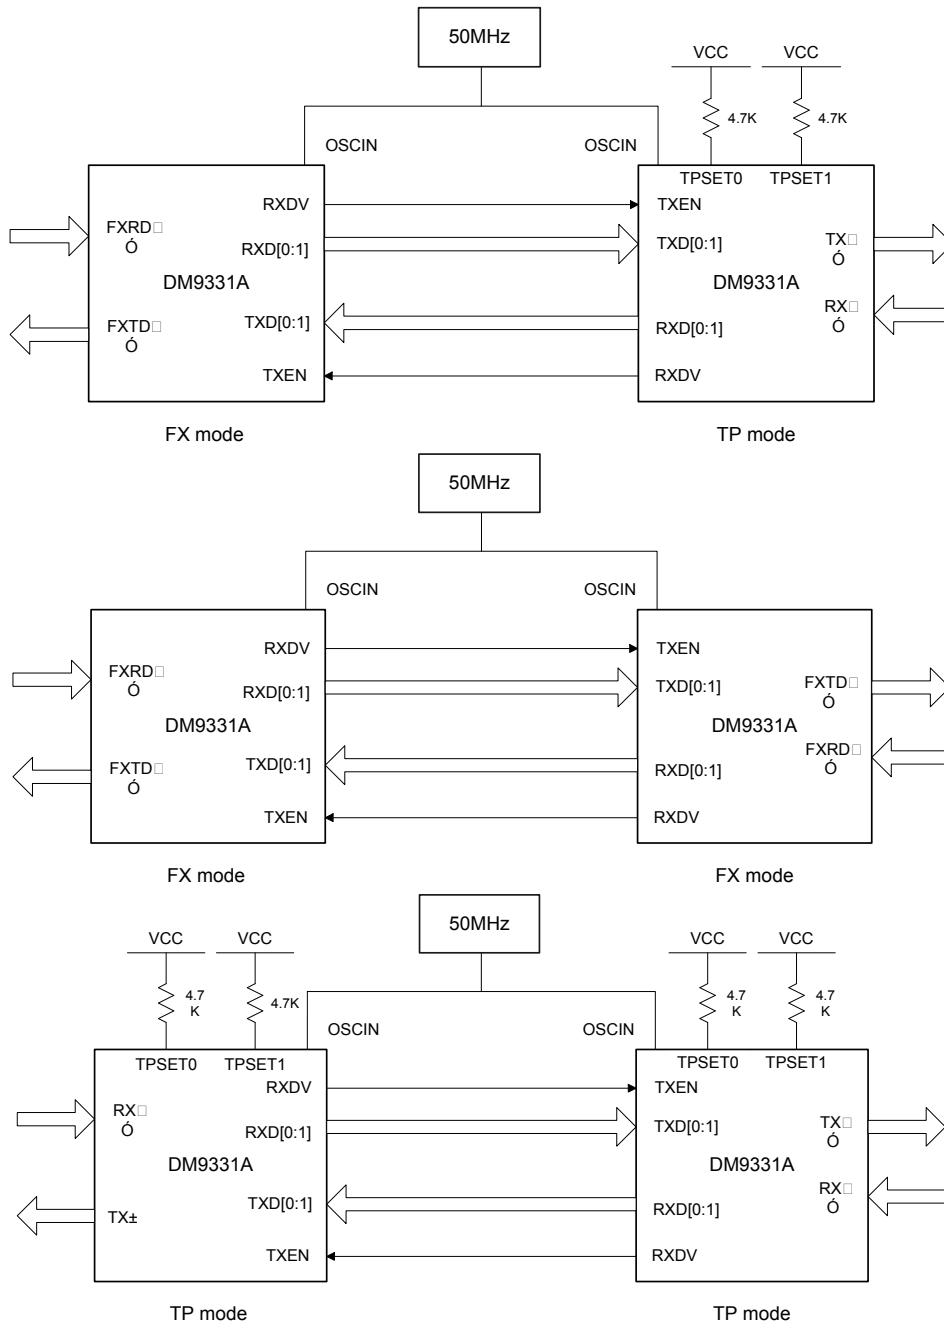 50MHz
VCC VCC
4.7K 4.7K
OSCIN OSCIN
TPSET0 TPSET1
RXDV TXEN
FXRD□
Ó
RXD[0:1] TXD[0:1] TX□
Ó
DM9331A DM9331A
FXTD□
Ó
TXD[0:1] RXD[0:1] RX□
Ó
TXEN RXDV
FX mode TP mode
50MHz
OSCIN OSCIN
RXDV TXEN
FXRD□
Ó
RXD[0:1] TXD[0:1] FXTD□
Ó
DM9331A DM9331A
FXTD□
Ó
TXD[0:1] RXD[0:1] FXRD□
Ó
TXEN RXDV
FX mode FX mode
50MHz
VCC VCC VCC VCC
4.7
K
4.7K
4.7
K
4.7
K
OSCIN OSCIN
TPSET0 TPSET1 TPSET0 TPSET1
RXDV TXEN
RX□
Ó
RXD[0:1] TXD[0:1] TX□
Ó
DM9331A DM9331A
TX±
TXD[0:1] RXD[0:1] RX□
Ó
TXEN RXDV
TP mode TP mode